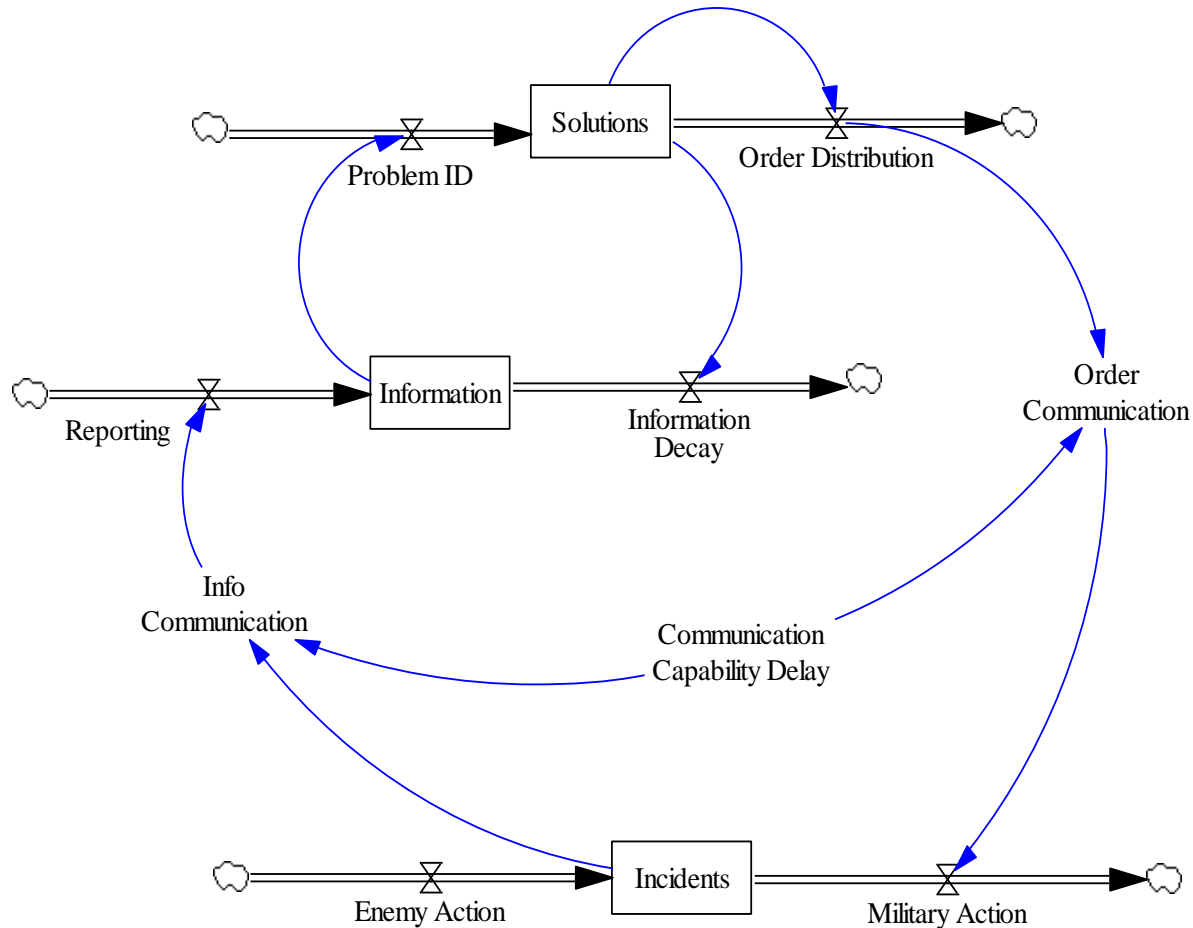 Solutions
Order Distribution
Problem ID
Information
Information
Decay
Reporting
Order
Communication
Info
Communication
Communication
Capability Delay
Incidents
Enemy Action
Military Action